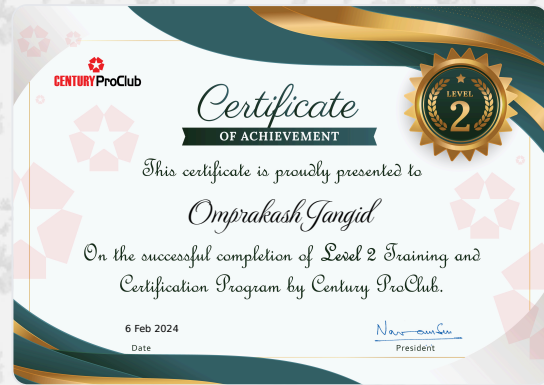 CENTURY ProClub
LEVEL
2
Certificate
OF ACHIEVEMENT
This certificate is proudly presented to
Omprakash Jangid
On the successful completion of Level 2 Training and
Certification Program by Century ProClub.
6 Feb 2024
Date
President